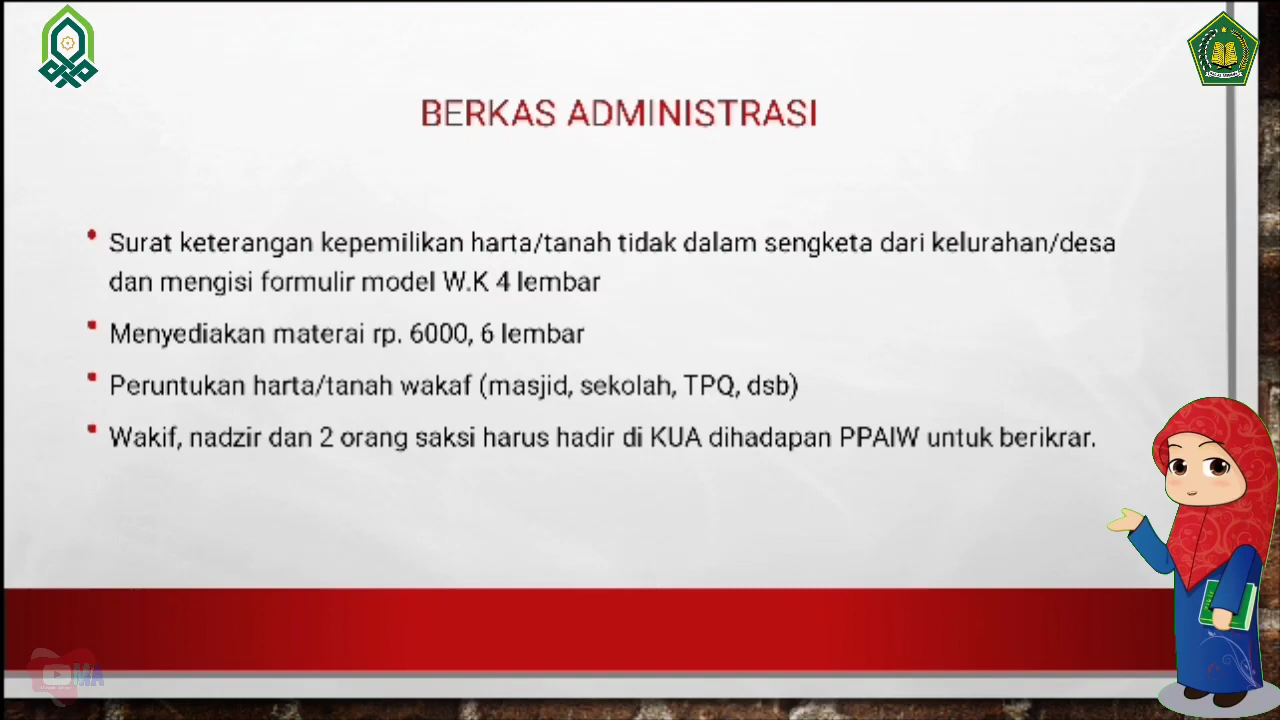 BERKAS ADMINISTRASI
• Surat keterangan kepemilikan harta/tanah tidak dalam sengketa dari kelurahan/desa
dan mengisi formulir model W.K 4 lembar
• Menyediakan materai rp. 6000, 6 lembar
• Peruntukan harta/tanah wakaf (masjid, sekolah, TPQ, dsb)
• Wakif, nadzir dan 2 orang saksi harus hadir di KUA dihadapan PPAIW untuk berikrar.
MA